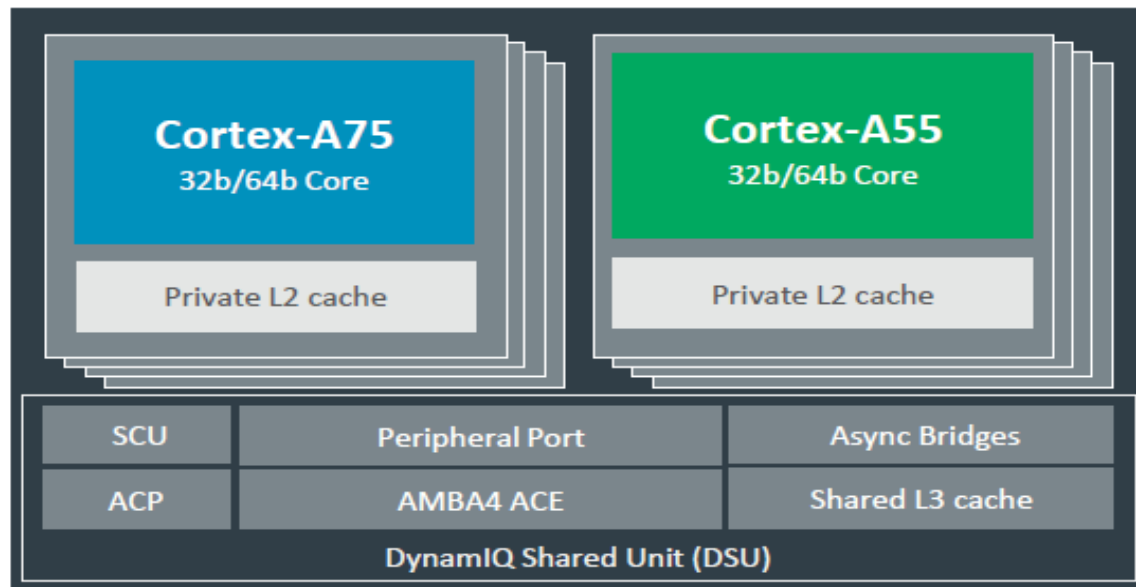 Cortex-A75
32b/64b Core
Private L2 cache
Cortex-A55
32b/64b Core
Private L2 cache
SCU
Peripheral Port
Async Bridges
ACP
AMBA4 ACE
Shared L3 cache
DynamIQ Shared Unit (DSU)